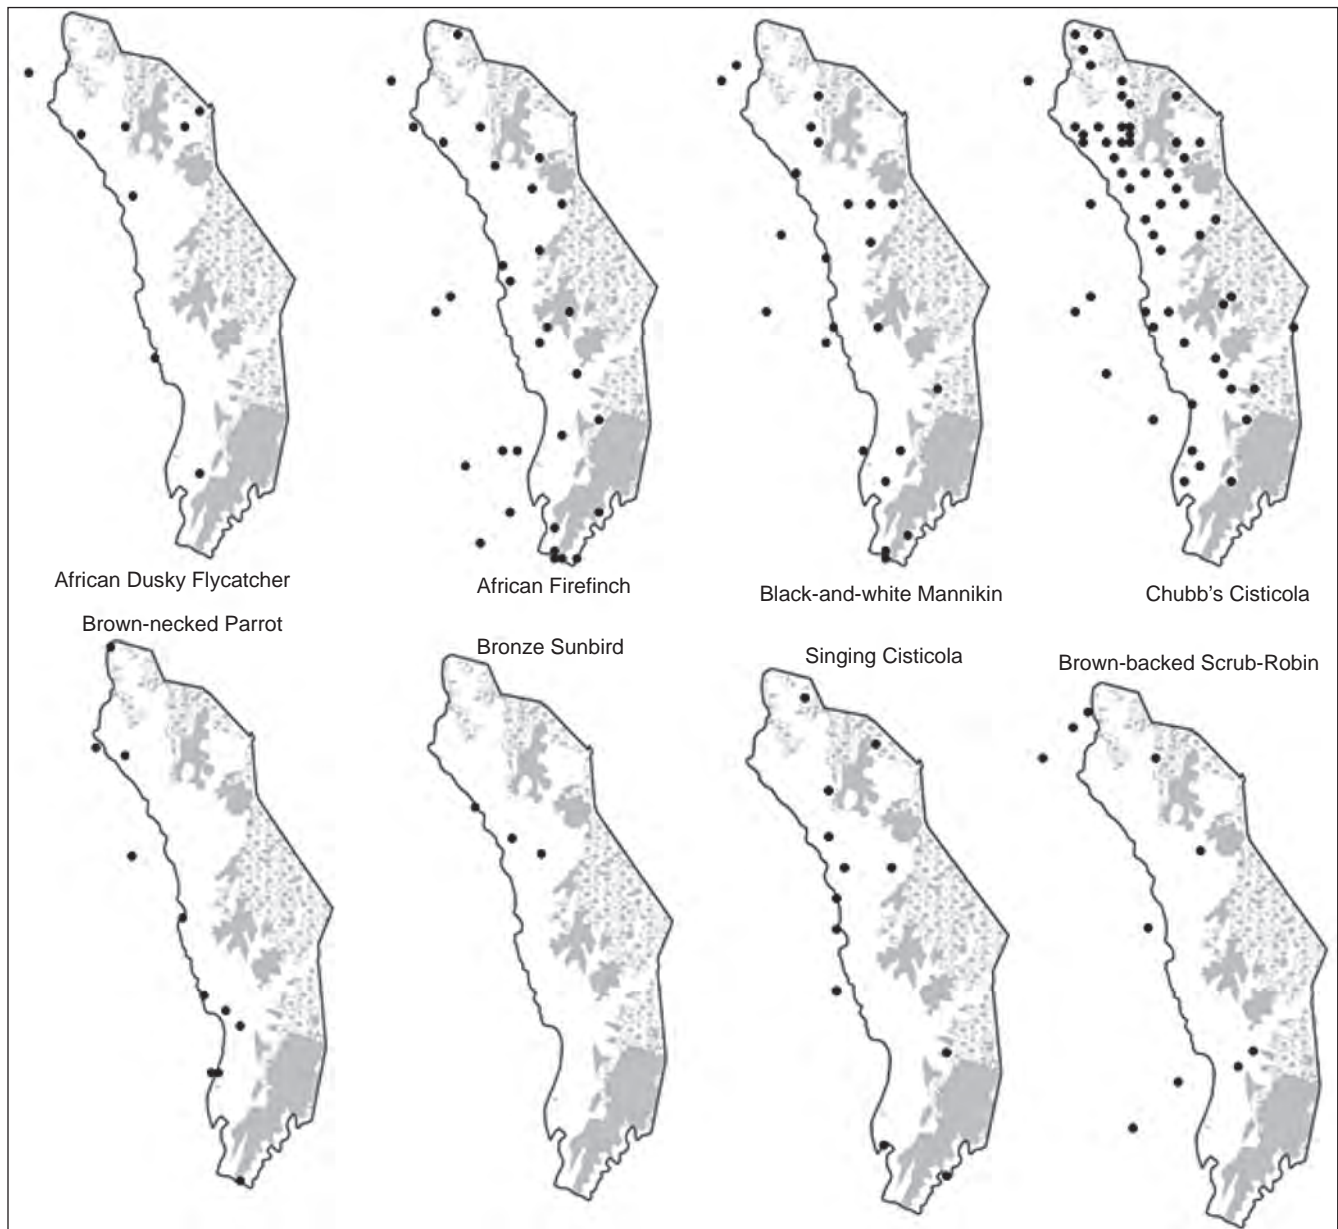 African Dusky Flycatcher
African Firefinch
Black-and-white Mannikin
Chubb's Cisticola
Brown-necked Parrot
Bronze Sunbird
Singing Cisticola
Brown-backed Scrub-Robin